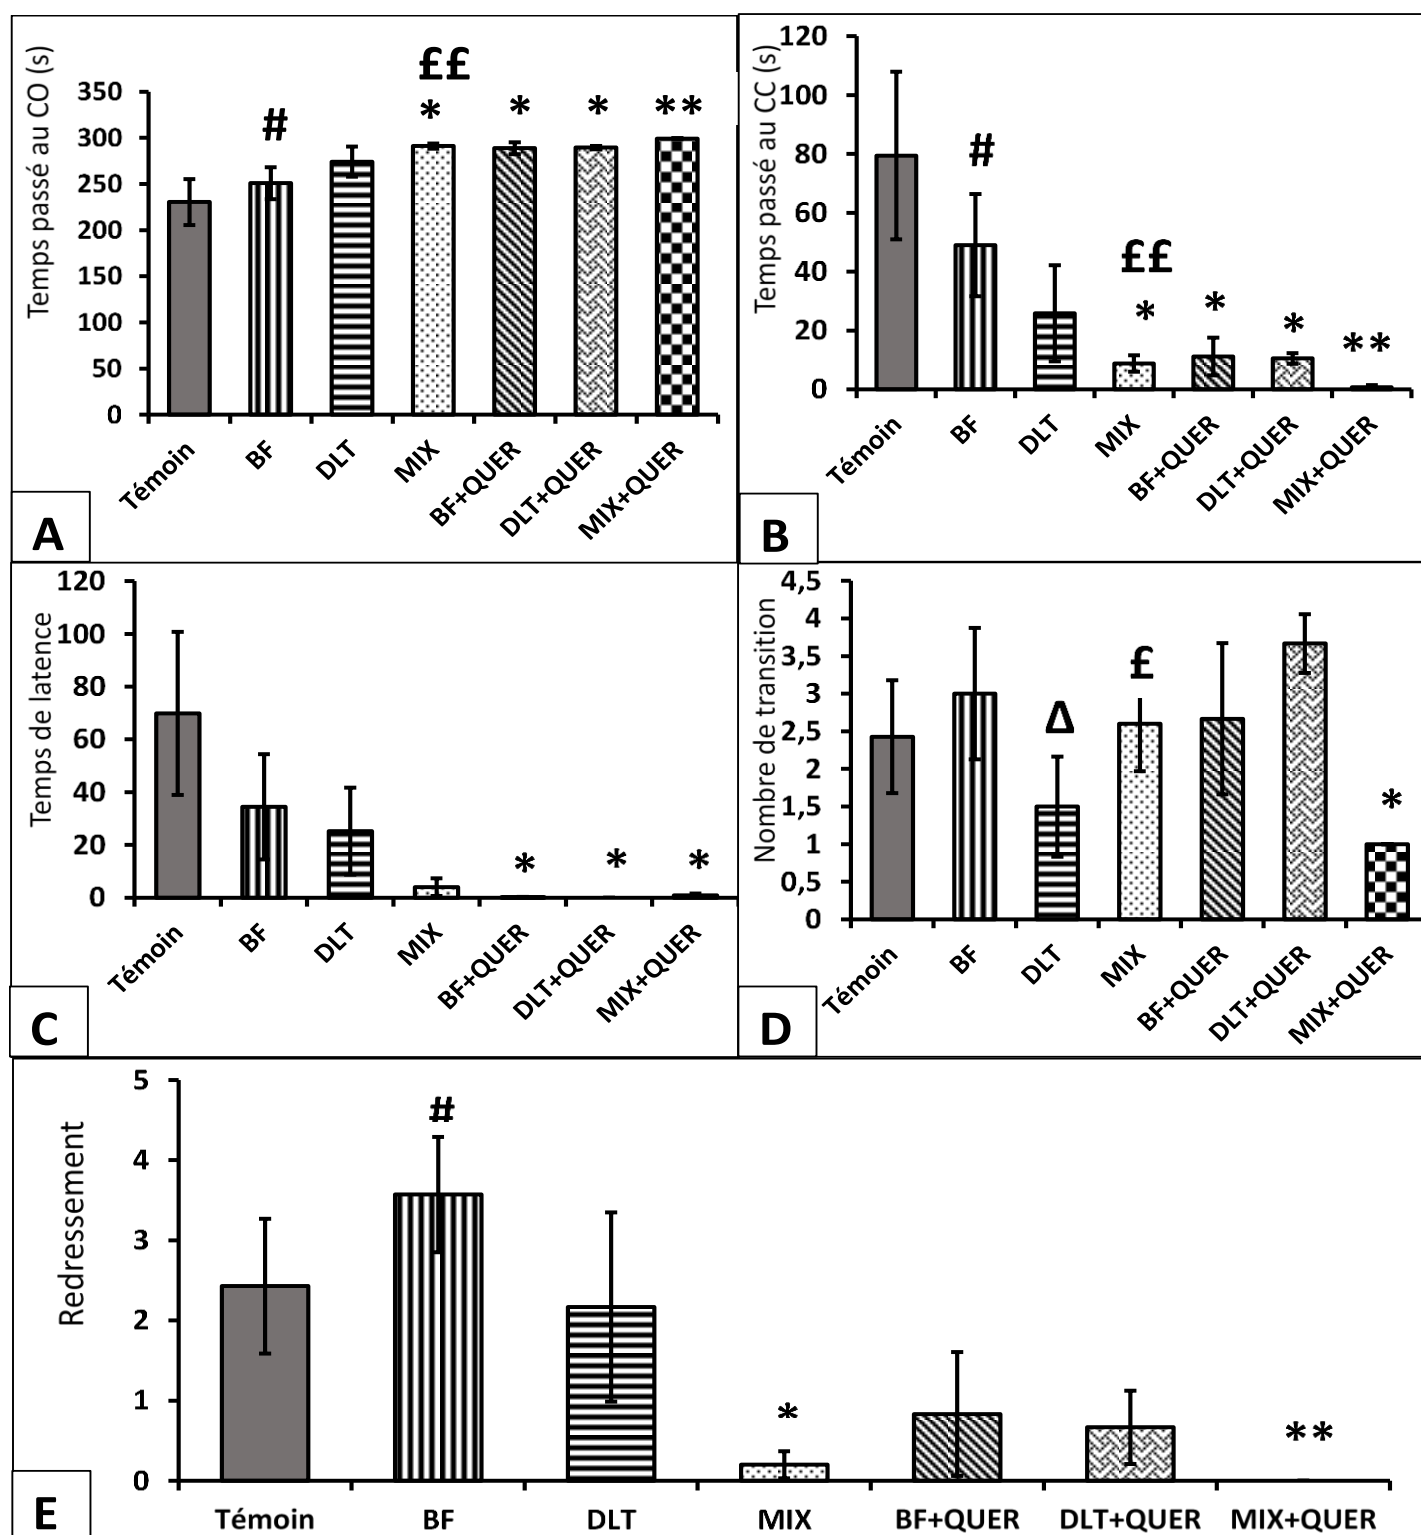 Temps passé au CO (s)
350
300
250
200
150
100
50
0
#
££
*
*
*
**
Témoin
BF
DLT
MIX
BF+QUER
DLT+QUER
MIX+QUER
A
Temps passé au CC (s)
120
100
80
60
40
20
0
#
££
*
*
*
**
Témoin
BF
DLT
MIX
BF+QUER
DLT+QUER
MIX+QUER
B
Temps de latence
120
100
80
60
40
20
0
*
*
*
Témoin
BF
DLT
MIX
BF+QUER
DLT+QUER
MIX+QUER
C
Nombre de transition
4,5
4
3,5
3
2,5
2
1,5
1
0,5
0
Δ
£
*
Témoin
BF
DLT
MIX
BF+QUER
DLT+QUER
MIX+QUER
D
Redressement
5
4
3
2
1
0
#
*
**
Témoin
BF
DLT
MIX
BF+QUER
DLT+QUER
MIX+QUER
E